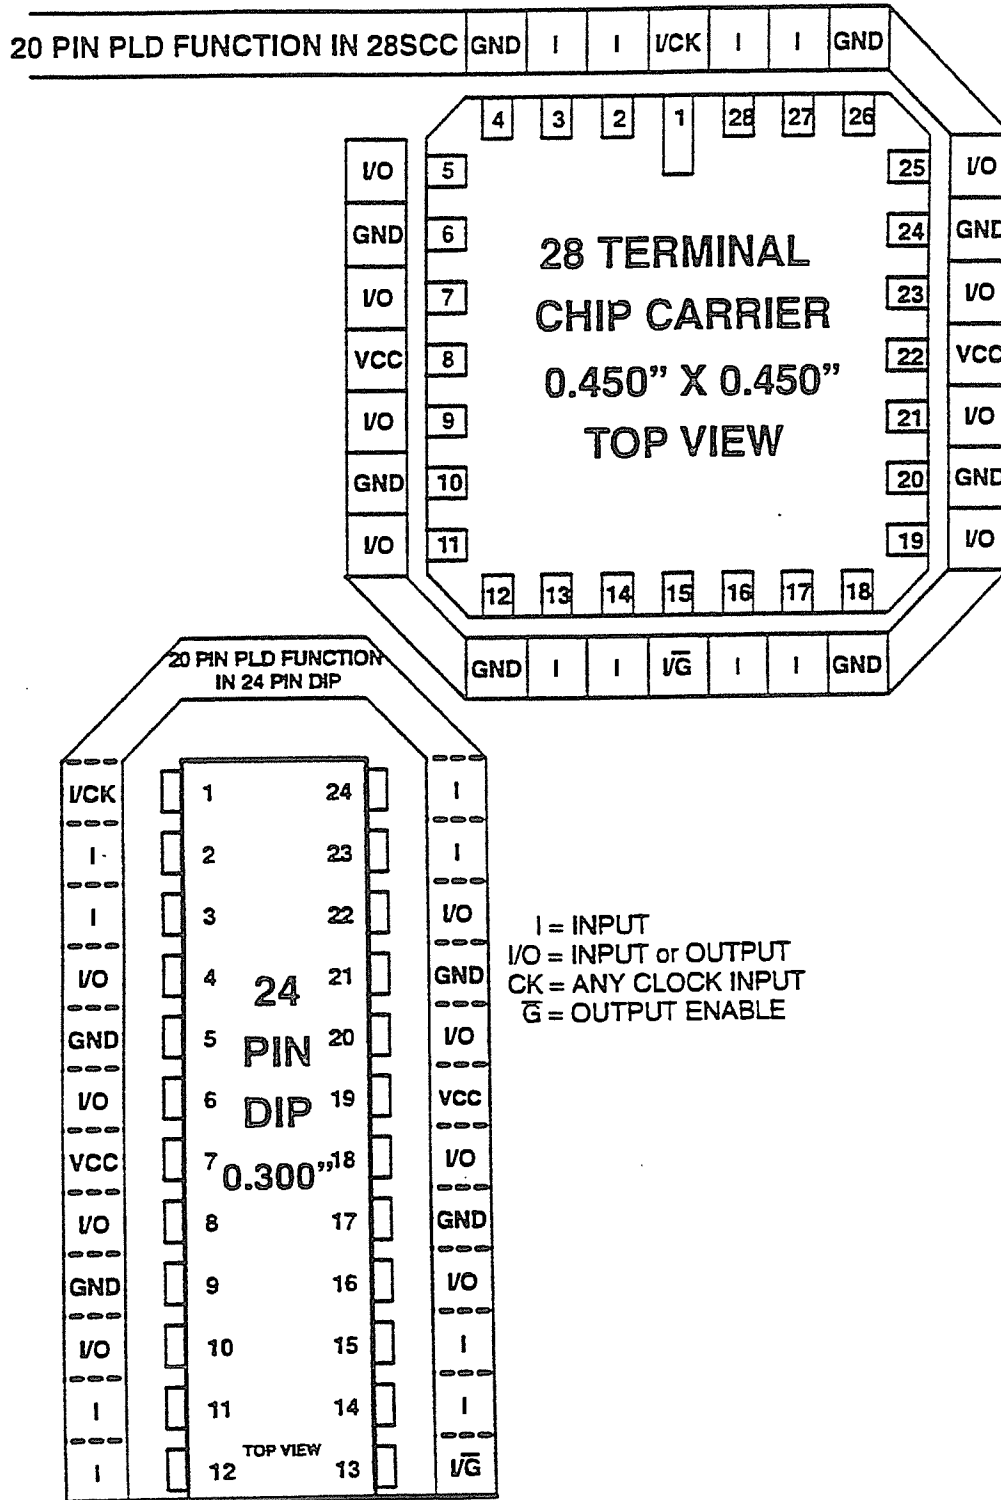 20 PIN PLD FUNCTION IN 28SCC GND I I I/CK I I GND
4 3 2 1 28 27 26
I/O 5 25 I/O
GND 6 24 GND
28 TERMINAL
I/O 7 23 I/O
CHIP CARRIER
VCC 8 22 VCC
0.450” X 0.450”
I/O 9 21 I/O
TOP VIEW
GND 10 20 GND
I/O 11 19 I/O
12 13 14 15 16 17 18
GND I I I/G̅ I I GND
20 PIN PLD FUNCTION
IN 24 PIN DIP
I/CK 1 24 I
I 2 23 I
I 3 22 I/O
I/O 4 21 GND
24
GND 5 20 I/O
PIN
I/O 6 19 VCC
DIP
VCC 7 18 I/O
0.300”
I/O 8 17 GND
GND 9 16 I/O
I/O 10 15 I
I 11 14 I
TOP VIEW
I 12 13 I/G̅
I = INPUT
I/O = INPUT or OUTPUT
CK = ANY CLOCK INPUT
G̅ = OUTPUT ENABLE